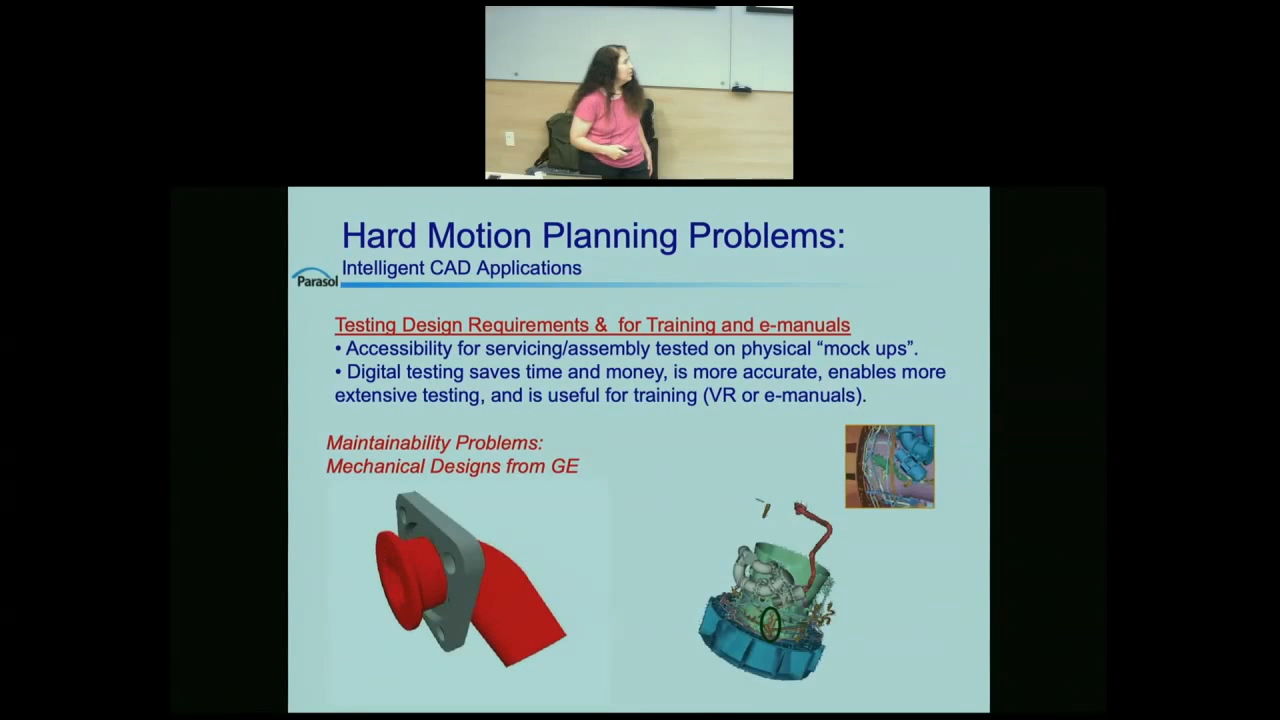 Hard Motion Planning Problems:
Intelligent CAD Applications
Parasol
Testing Design Requirements & for Training and e-manuals
• Accessibility for servicing/assembly tested on physical “mock ups”.
• Digital testing saves time and money, is more accurate, enables more
extensive testing, and is useful for training (VR or e-manuals).
Maintainability Problems:
Mechanical Designs from GE